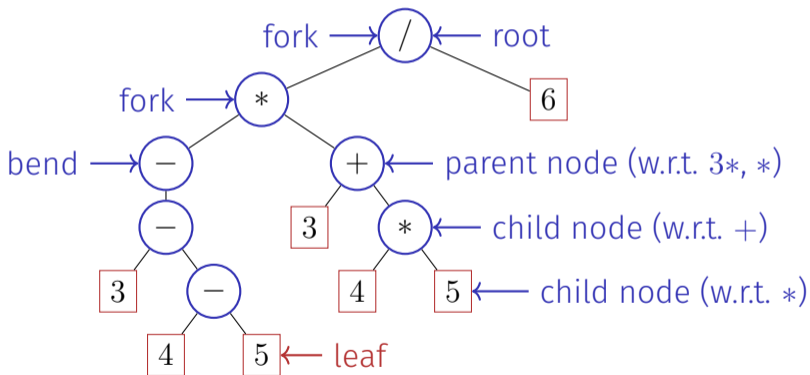 fork / root
fork * 6
bend − + parent node (w.r.t. 3*, *)
− 3 * child node (w.r.t. +)
3 − 4 5 child node (w.r.t. *)
4 5 leaf